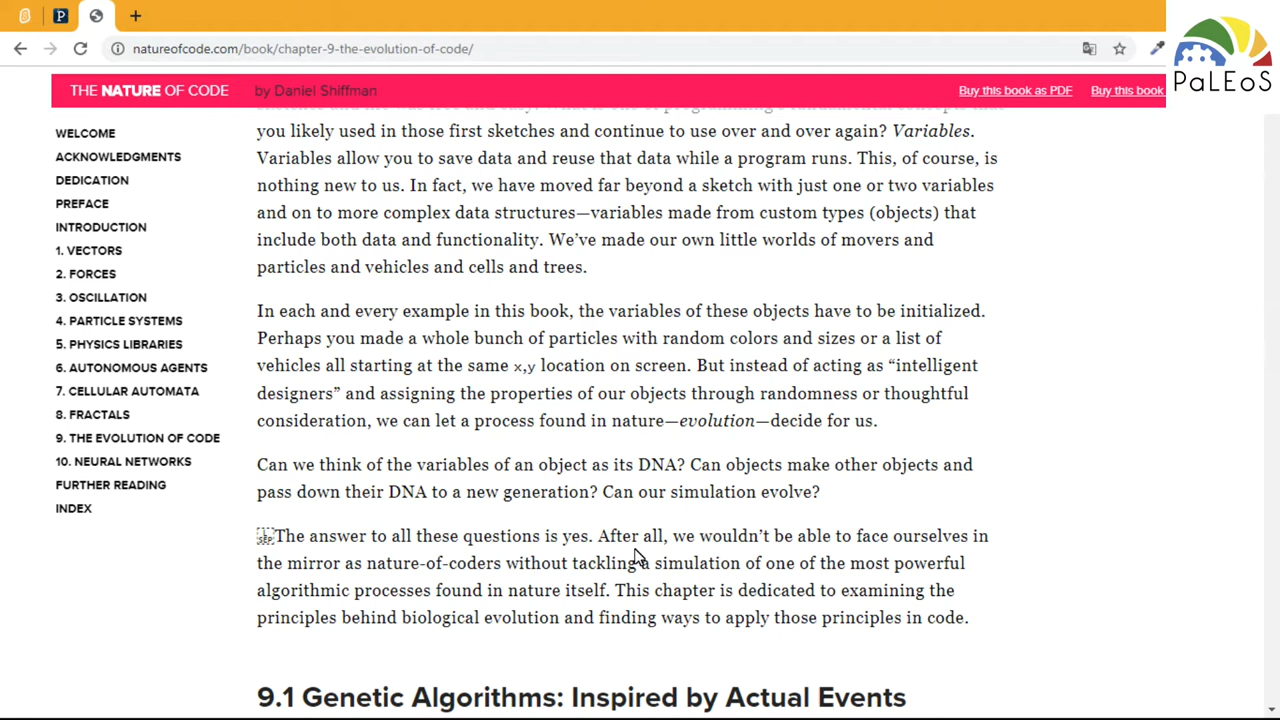 natureofcode.com/book/chapter-9-the-evolution-of-code/
PaLEoS
THE NATURE OF CODE by Daniel Shiffman Buy this book as PDF Buy this book
WELCOME
ACKNOWLEDGMENTS
DEDICATION
PREFACE
INTRODUCTION
1. VECTORS
2. FORCES
3. OSCILLATION
4. PARTICLE SYSTEMS
5. PHYSICS LIBRARIES
6. AUTONOMOUS AGENTS
7. CELLULAR AUTOMATA
8. FRACTALS
9. THE EVOLUTION OF CODE
10. NEURAL NETWORKS
FURTHER READING
INDEX
you likely used in those first sketches and continue to use over and over again? Variables.
Variables allow you to save data and reuse that data while a program runs. This, of course, is
nothing new to us. In fact, we have moved far beyond a sketch with just one or two variables
and on to more complex data structures—variables made from custom types (objects) that
include both data and functionality. We’ve made our own little worlds of movers and
particles and vehicles and cells and trees.
In each and every example in this book, the variables of these objects have to be initialized.
Perhaps you made a whole bunch of particles with random colors and sizes or a list of
vehicles all starting at the same x,y location on screen. But instead of acting as “intelligent
designers” and assigning the properties of our objects through randomness or thoughtful
consideration, we can let a process found in nature—evolution—decide for us.
Can we think of the variables of an object as its DNA? Can objects make other objects and
pass down their DNA to a new generation? Can our simulation evolve?
The answer to all these questions is yes. After all, we wouldn’t be able to face ourselves in
the mirror as nature-of-coders without tackling a simulation of one of the most powerful
algorithmic processes found in nature itself. This chapter is dedicated to examining the
principles behind biological evolution and finding ways to apply those principles in code.
9.1 Genetic Algorithms: Inspired by Actual Events